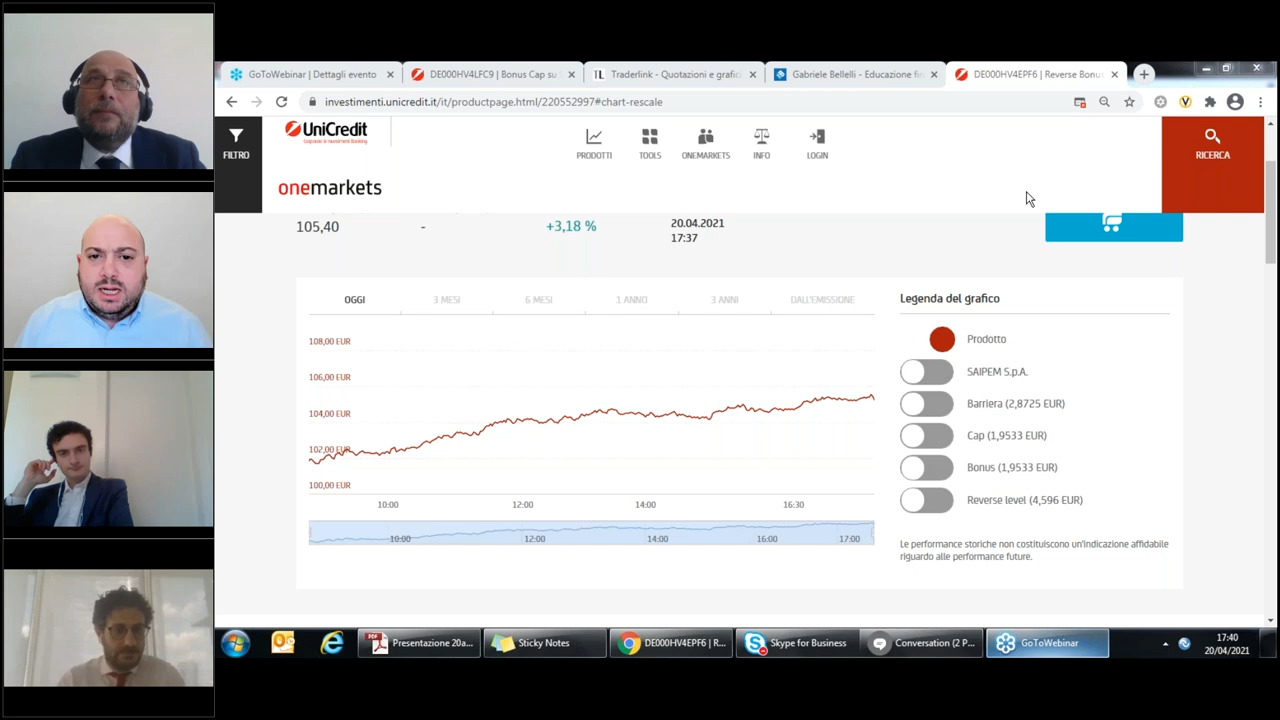 GoToWebinar | Dettagli evento
DE000HV4LFC9 | Bonus Cap su
Traderlink - Quotazioni e grafici
Gabriele Bellelli - Educazione fin
DE000HV4EPF6 | Reverse Bonus
investimenti.unicredit.it/it/productpage.html/220552997#chart-rescale
FILTRO
UniCredit
Corporate & Investment Banking
PRODOTTI
TOOLS
ONEMARKETS
INFO
LOGIN
RICERCA
onemarkets
105,40
-
+3,18 %
20.04.2021
17:37
OGGI
3 MESI
6 MESI
1 ANNO
3 ANNI
DALL'EMISSIONE
Legenda del grafico
108,00 EUR
106,00 EUR
104,00 EUR
102,00 EUR
100,00 EUR
10:00
12:00
14:00
16:30
10:00
12:00
14:00
16:00
17:00
Prodotto
SAIPEM S.p.A.
Barriera (2,8725 EUR)
Cap (1,9533 EUR)
Bonus (1,9533 EUR)
Reverse level (4,596 EUR)
Le performance storiche non costituiscono un'indicazione affidabile
riguardo alle performance future.
Presentazione 20a...
Sticky Notes
DE000HV4EPF6 | R...
Skype for Business
Conversation (2 P...
GoToWebinar
17:40
20/04/2021